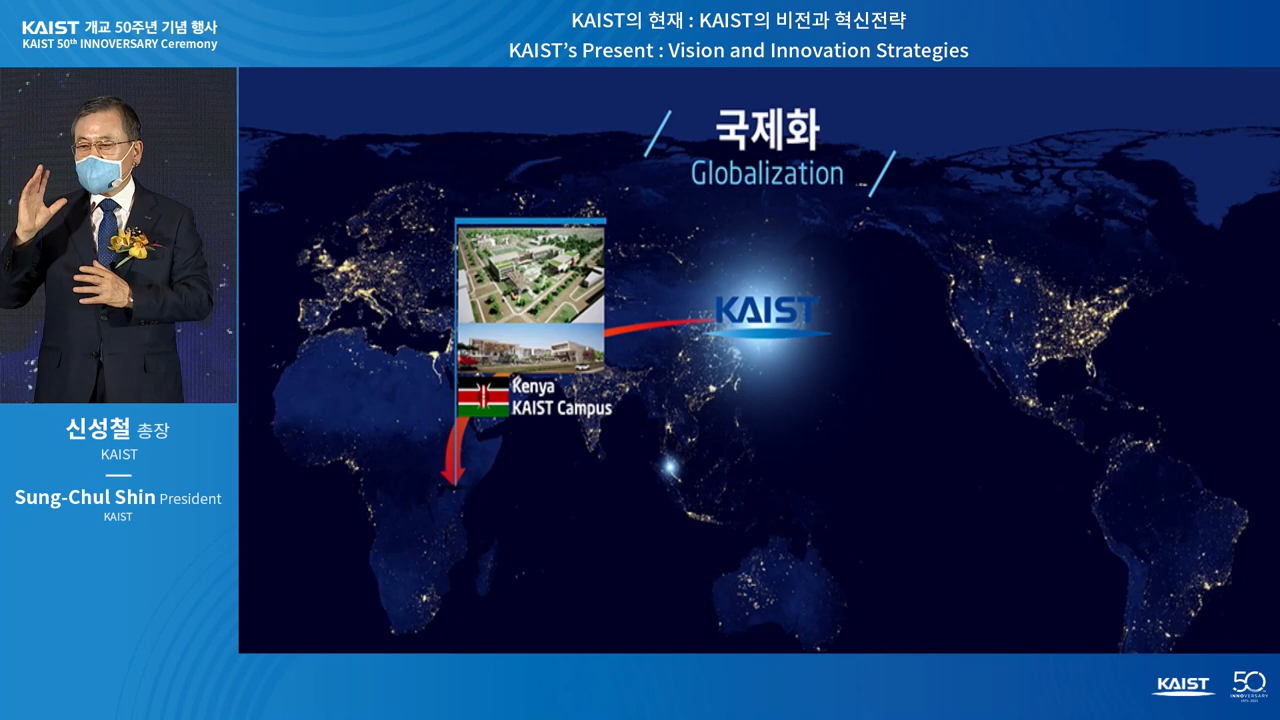 KAIST 개교 50주년 기념 행사
KAIST 50th INNOVERSARY Ceremony
KAIST의 현재 : KAIST의 비전과 혁신전략
KAIST's Present : Vision and Innovation Strategies
국제화
Globalization
KAIST
Kenya
KAIST Campus
신성철 총장
KAIST
Sung-Chul Shin President
KAIST
KAIST
50
INNOVERSARY